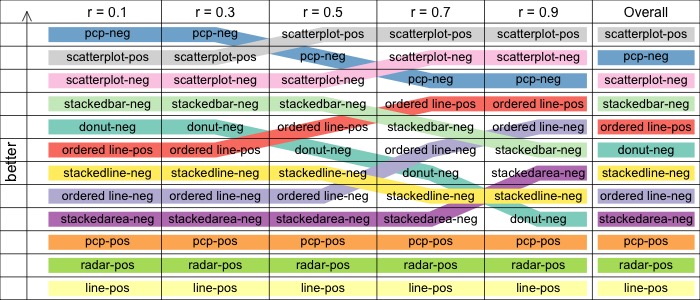 r = 0.1 r = 0.3 r = 0.5 r = 0.7 r = 0.9 Overall
pcp-neg pcp-neg scatterplot-pos scatterplot-pos scatterplot-pos scatterplot-pos
scatterplot-pos scatterplot-pos pcp-neg scatterplot-neg scatterplot-neg pcp-neg
scatterplot-neg scatterplot-neg scatterplot-neg pcp-neg pcp-neg scatterplot-neg
stackedbar-neg stackedbar-neg stackedbar-neg ordered line-pos ordered line-pos stackedbar-neg
donut-neg donut-neg ordered line-pos stackedbar-neg ordered line-neg ordered line-pos
ordered line-pos ordered line-pos donut-neg ordered line-neg stackedbar-neg donut-neg
stackedline-neg stackedline-neg stackedline-neg donut-neg stackedarea-neg stackedline-neg
ordered line-neg ordered line-neg ordered line-neg stackedline-neg stackedline-neg ordered line-neg
stackedarea-neg stackedarea-neg stackedarea-neg stackedarea-neg donut-neg stackedarea-neg
pcp-pos pcp-pos pcp-pos pcp-pos pcp-pos pcp-pos
radar-pos radar-pos radar-pos radar-pos radar-pos radar-pos
line-pos line-pos line-pos line-pos line-pos line-pos
better